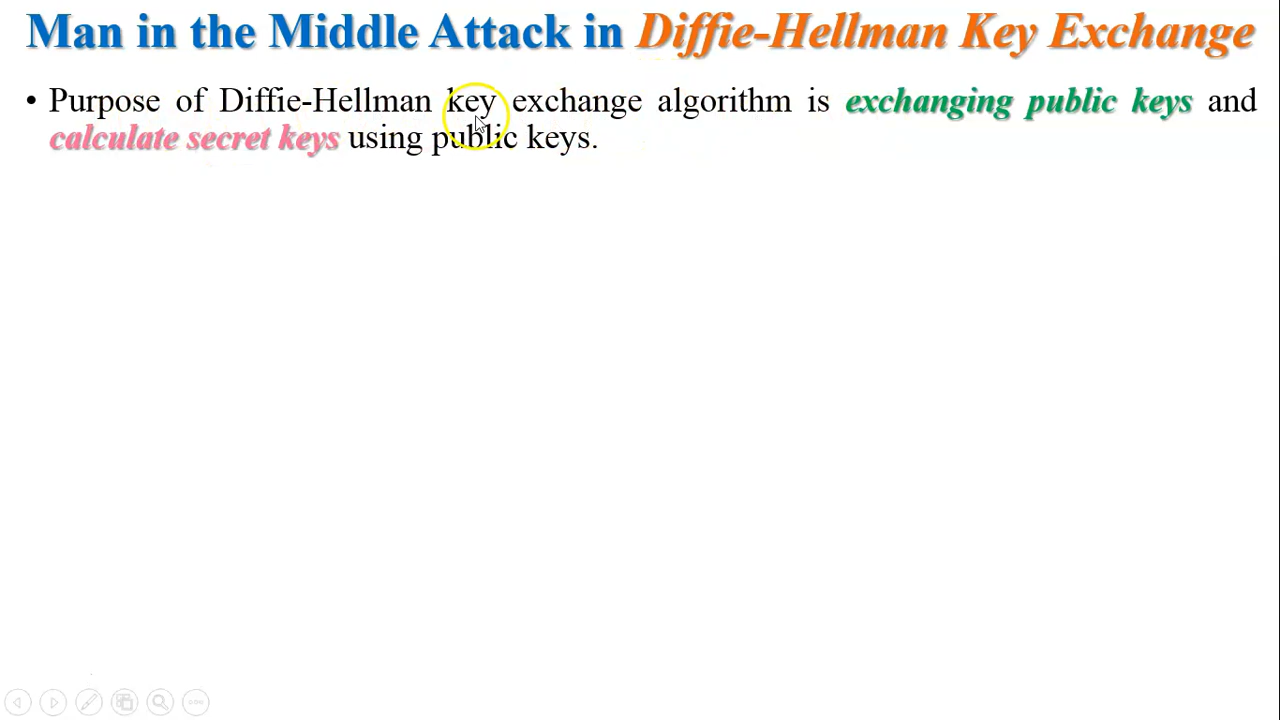 Man in the Middle Attack in Diffie-Hellman Key Exchange
• Purpose of Diffie-Hellman key exchange algorithm is exchanging public keys and
calculate secret keys using public keys.